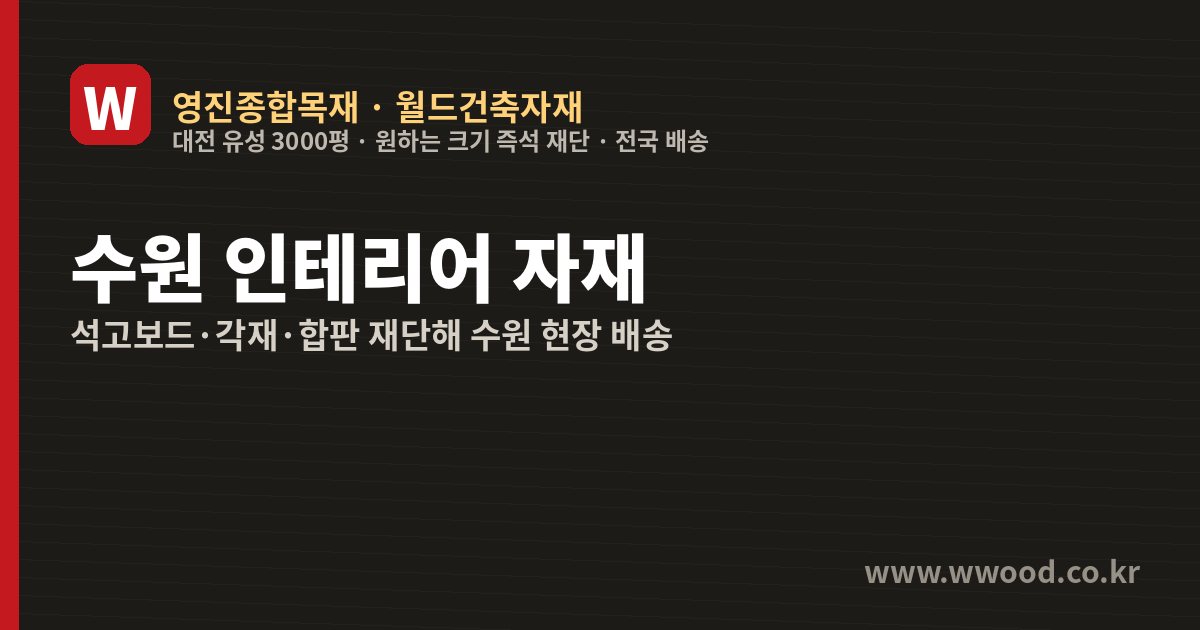 W
영진종합목재 · 월드건축자재
대전 유성 3000평 · 원하는 크기 즉석 재단 · 전국 배송
수원 인테리어 자재
석고보드·각재·합판 재단해 수원 현장 배송
www.wwood.co.kr